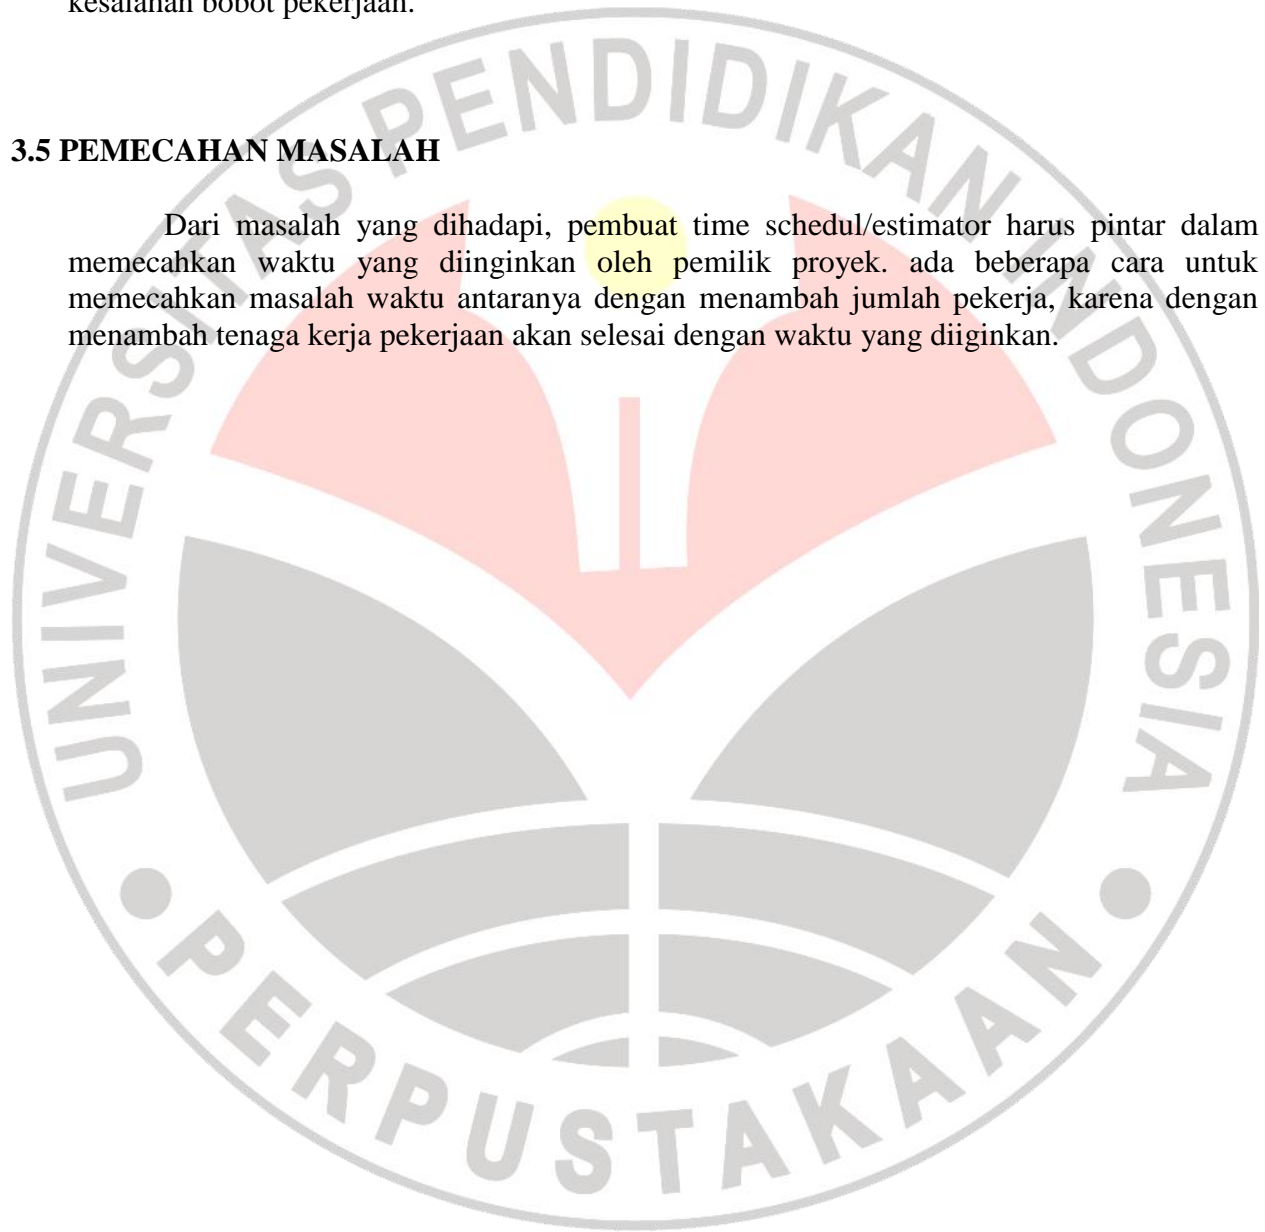 kesalahan bobot pekerjaan.
3.5 PEMECAHAN MASALAH
Dari masalah yang dihadapi, pembuat time schedul/estimator harus pintar dalam
memecahkan waktu yang diinginkan oleh pemilik proyek. ada beberapa cara untuk
memecahkan masalah waktu antaranya dengan menambah jumlah pekerja, karena dengan
menambah tenaga kerja pekerjaan akan selesai dengan waktu yang diiginkan.
UNIVERSITAS PENDIDIKAN INDONESIA
PERPUSTAKAAN